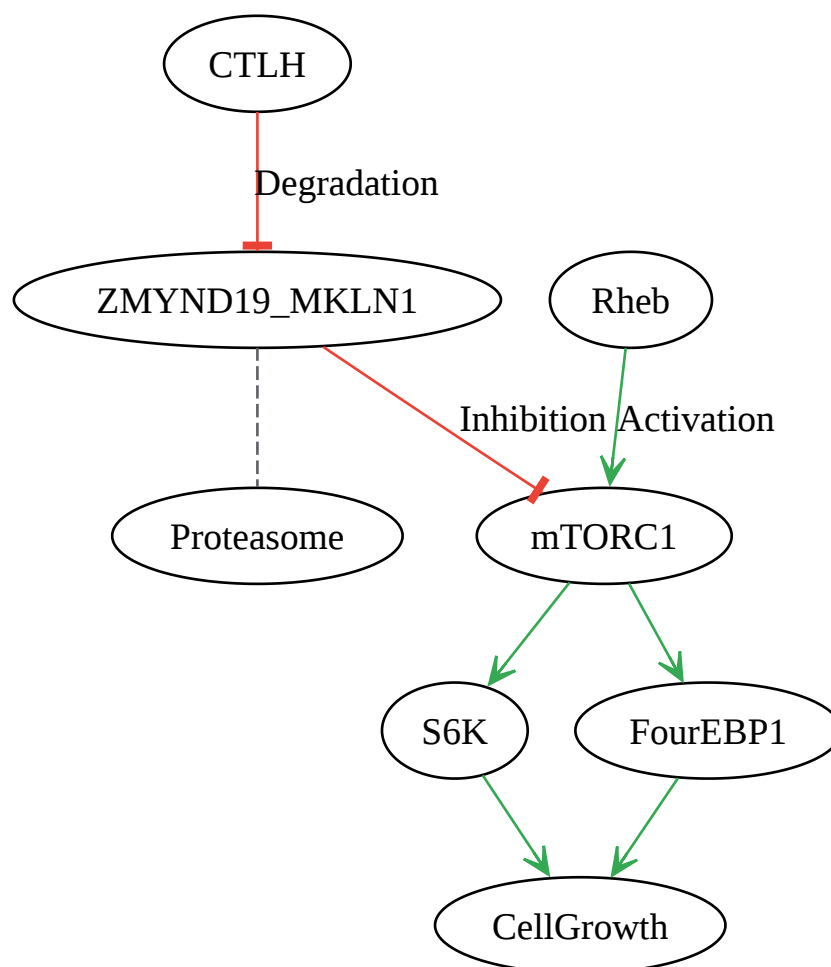 CTLH
Degradation
ZMYND19_MKLN1
Rheb
Inhibition
Activation
Proteasome
mTORC1
S6K
FourEBP1
CellGrowth